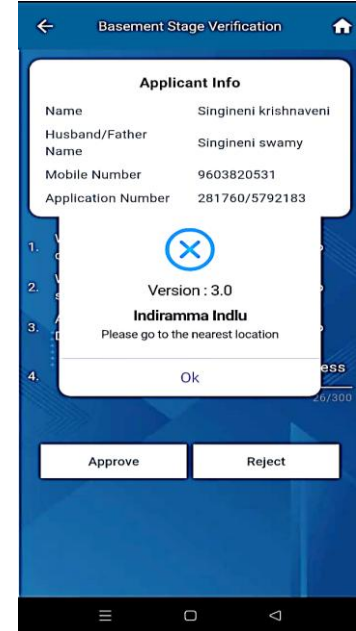 Basement Stage Verification
Applicant Info
Name Singineni krishnaveni
Husband/Father Name Singineni swamy
Mobile Number 9603820531
Application Number 281760/5792183
1.
2.
3.
4.
Version : 3.0
Indiramma Indlu
Please go to the nearest location
Ok
ess
26/300
Approve Reject